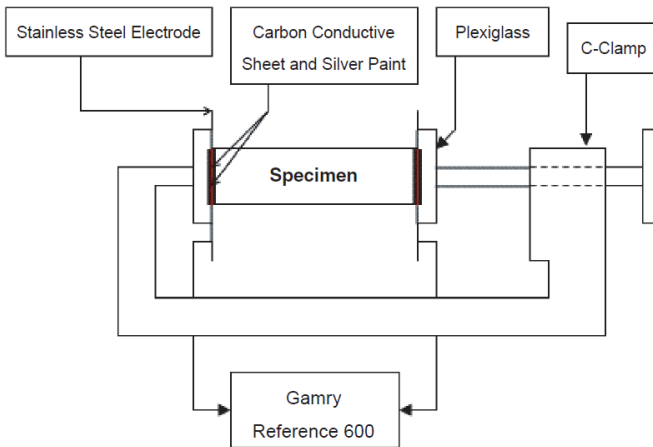 Stainless Steel Electrode
Carbon Conductive
Sheet and Silver Paint
Plexiglass
C-Clamp
Specimen
Gamry
Reference 600